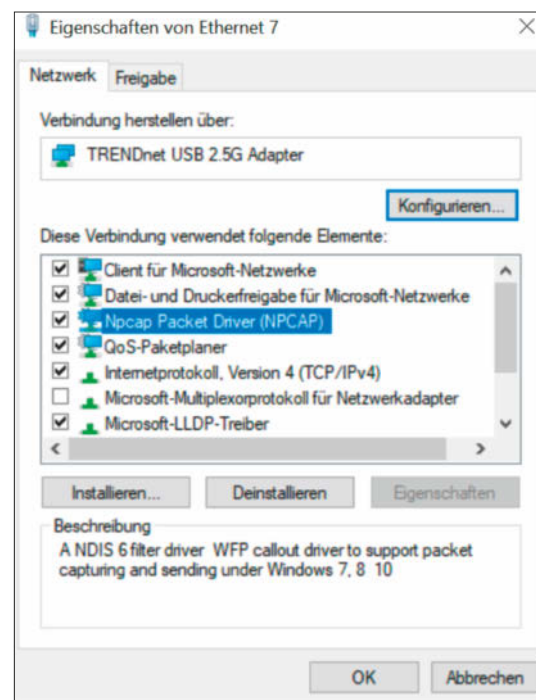 Eigenschaften von Ethernet 7
Netzwerk
Freigabe
Verbindung herstellen über:
TRENDnet USB 2.5G Adapter
Konfigurieren...
Diese Verbindung verwendet folgende Elemente:
Client für Microsoft-Netzwerke
Datei- und Druckerfreigabe für Microsoft-Netzwerke
Npcap Packet Driver (NPCAP)
QoS-Paketplaner
Internetprotokoll, Version 4 (TCP/IPv4)
Microsoft-Multiplexorprotokoll für Netzwerkadapter
Microsoft-LLDP-Treiber
Installieren...
Deinstallieren
Eigenschaften
Beschreibung
A NDIS 6 filter driver WFP callout driver to support packet
capturing and sending under Windows 7, 8 10
OK
Abbrechen